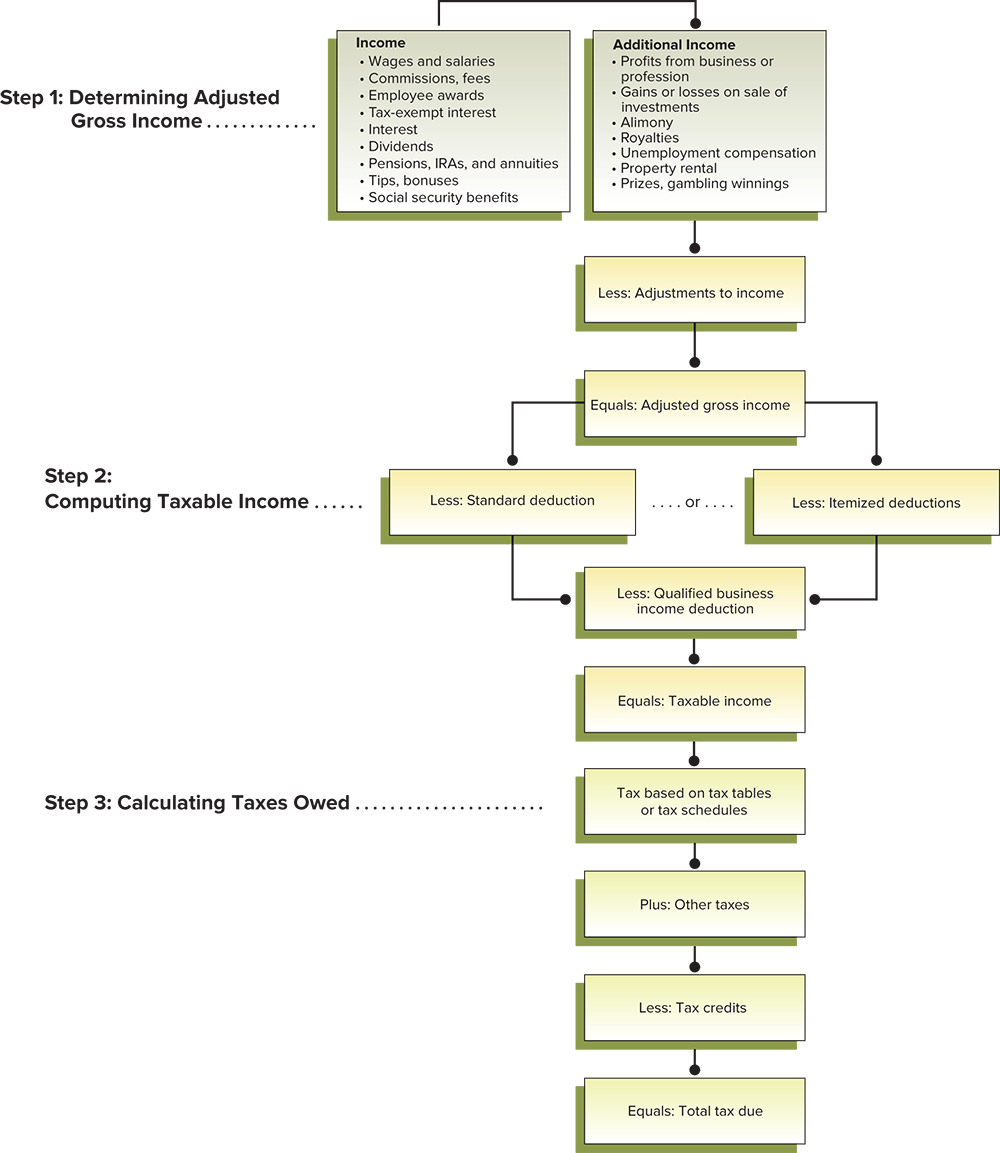 Income
• Wages and salaries
• Commissions, fees
• Employee awards
• Tax-exempt interest
• Interest
• Dividends
• Pensions, IRAs, and annuities
• Tips, bonuses
• Social security benefits
Additional Income
• Profits from business or
profession
• Gains or losses on sale of
investments
• Alimony
• Royalties
• Unemployment compensation
• Property rental
• Prizes, gambling winnings
Step 1: Determining Adjusted
Gross Income . . . . . . . . . . . . .
Less: Adjustments to income
Equals: Adjusted gross income
Step 2:
Computing Taxable Income . . . . . .
Less: Standard deduction
. . . . or . . . .
Less: Itemized deductions
Less: Qualified business
income deduction
Equals: Taxable income
Step 3: Calculating Taxes Owed . . . . . . . . . . . . . . . . . . . . . .
Tax based on tax tables
or tax schedules
Plus: Other taxes
Less: Tax credits
Equals: Total tax due